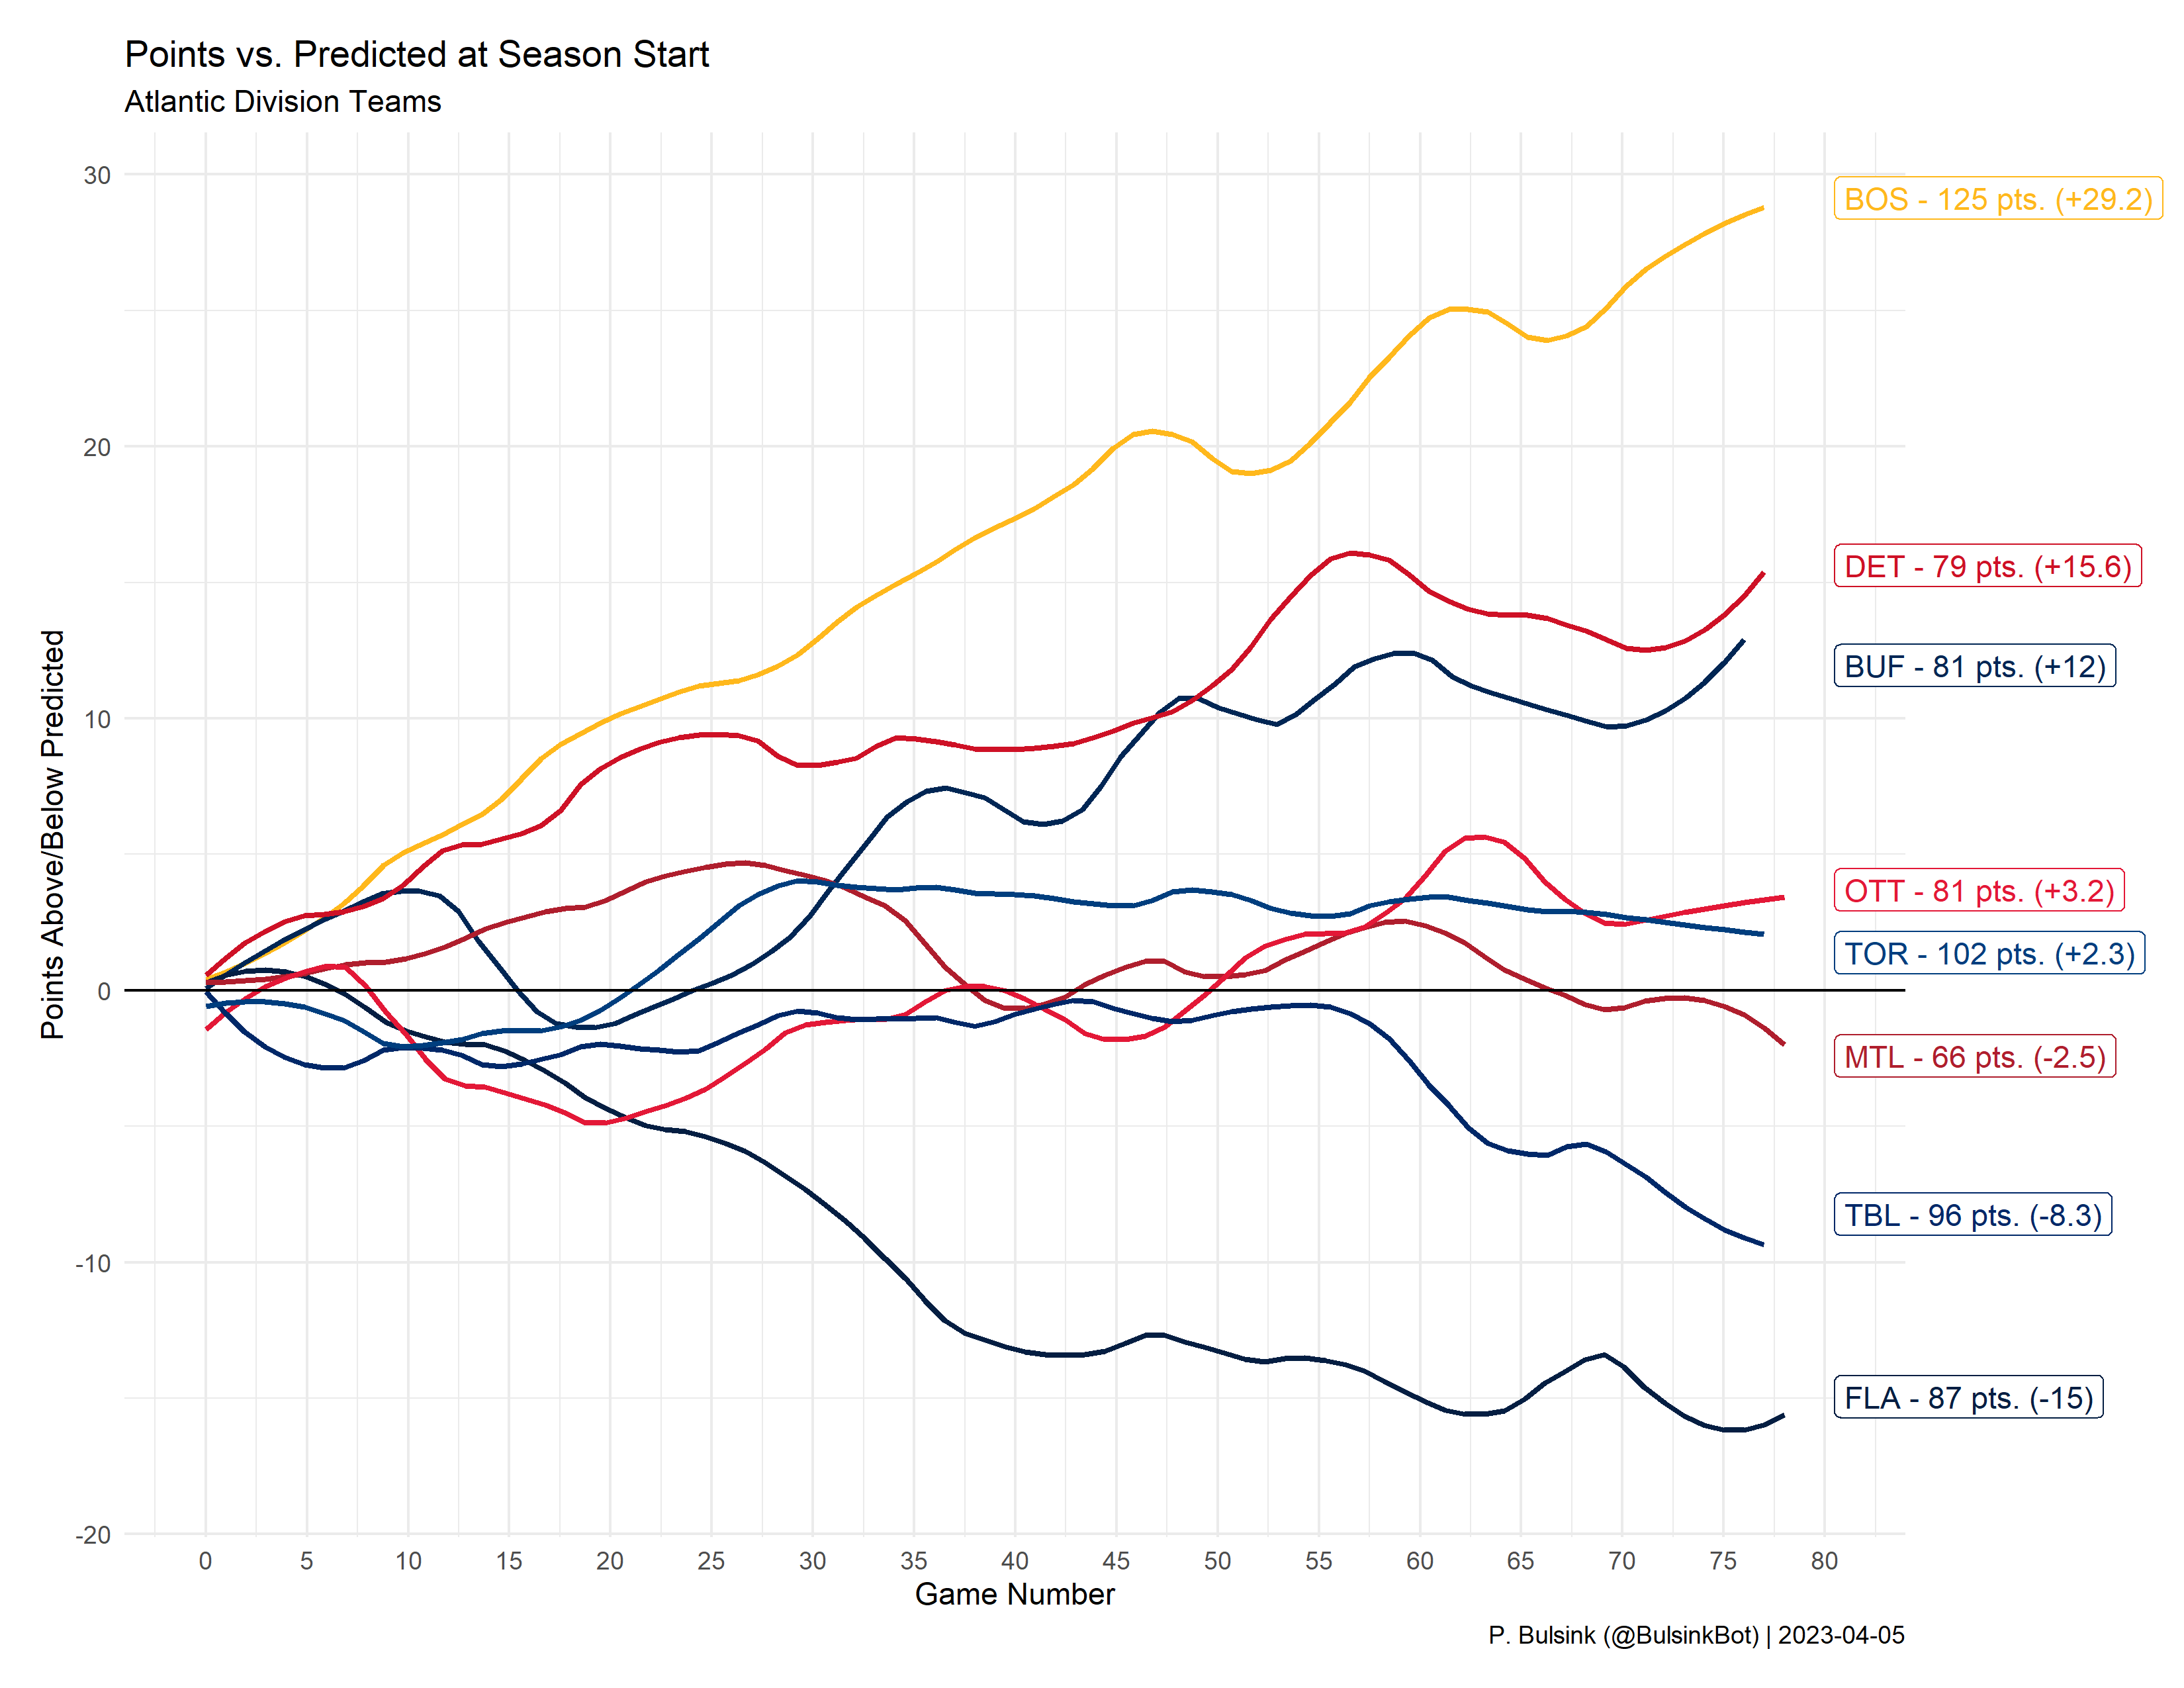 Points vs. Predicted at Season Start
Atlantic Division Teams
Points Above/Below Predicted
30
20
10
0
-10
-20
BOS - 125 pts. (+29.2)
DET - 79 pts. (+15.6)
BUF - 81 pts. (+12)
OTT - 81 pts. (+3.2)
TOR - 102 pts. (+2.3)
MTL - 66 pts. (-2.5)
TBL - 96 pts. (-8.3)
FLA - 87 pts. (-15)
0 5 10 15 20 25 30 35 40 45 50 55 60 65 70 75 80
Game Number
P. Bulsink (@BulsinkBot) | 2023-04-05